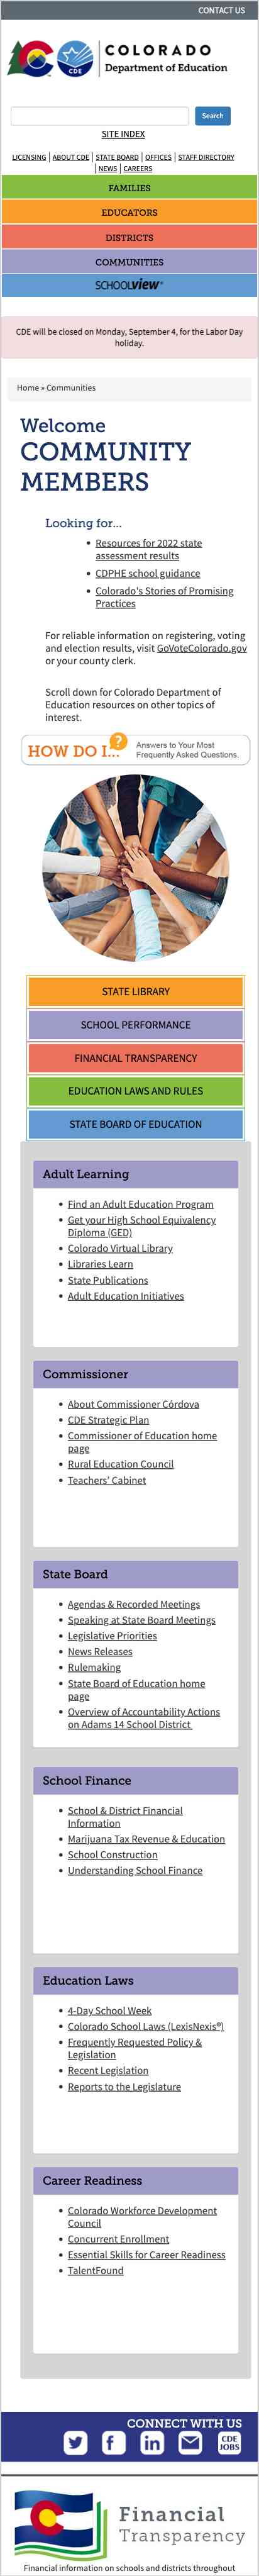 CONTACT US
COLORADO
Department of Education
CDE
Search
SITE INDEX
LICENSING | ABOUT CDE | STATE BOARD | OFFICES | STAFF DIRECTORY
| NEWS | CAREERS
FAMILIES
EDUCATORS
DISTRICTS
COMMUNITIES
SCHOOLVIEW®
CDE will be closed on Monday, September 4, for the Labor Day
holiday.
Home » Communities
Welcome
COMMUNITY
MEMBERS
Looking for...
• Resources for 2022 state
assessment results
• CDPHE school guidance
• Colorado's Stories of Promising
Practices
For reliable information on registering, voting
and election results, visit GoVoteColorado.gov
or your county clerk.
Scroll down for Colorado Department of
Education resources on other topics of
interest.
HOW DO I...
?
Answers to Your Most
Frequently Asked Questions.
STATE LIBRARY
SCHOOL PERFORMANCE
FINANCIAL TRANSPARENCY
EDUCATION LAWS AND RULES
STATE BOARD OF EDUCATION
Adult Learning
• Find an Adult Education Program
• Get your High School Equivalency
Diploma (GED)
• Colorado Virtual Library
• Libraries Learn
• State Publications
• Adult Education Initiatives
Commissioner
• About Commissioner Córdova
• CDE Strategic Plan
• Commissioner of Education home
page
• Rural Education Council
• Teachers' Cabinet
State Board
• Agendas & Recorded Meetings
• Speaking at State Board Meetings
• Legislative Priorities
• News Releases
• Rulemaking
• State Board of Education home
page
• Overview of Accountability Actions
on Adams 14 School District
School Finance
• School & District Financial
Information
• Marijuana Tax Revenue & Education
• School Construction
• Understanding School Finance
Education Laws
• 4-Day School Week
• Colorado School Laws (LexisNexis®)
• Frequently Requested Policy &
Legislation
• Recent Legislation
• Reports to the Legislature
Career Readiness
• Colorado Workforce Development
Council
• Concurrent Enrollment
• Essential Skills for Career Readiness
• TalentFound
CONNECT WITH US
CDE
JOBS
Financial
Transparency
Financial information on schools and districts throughout